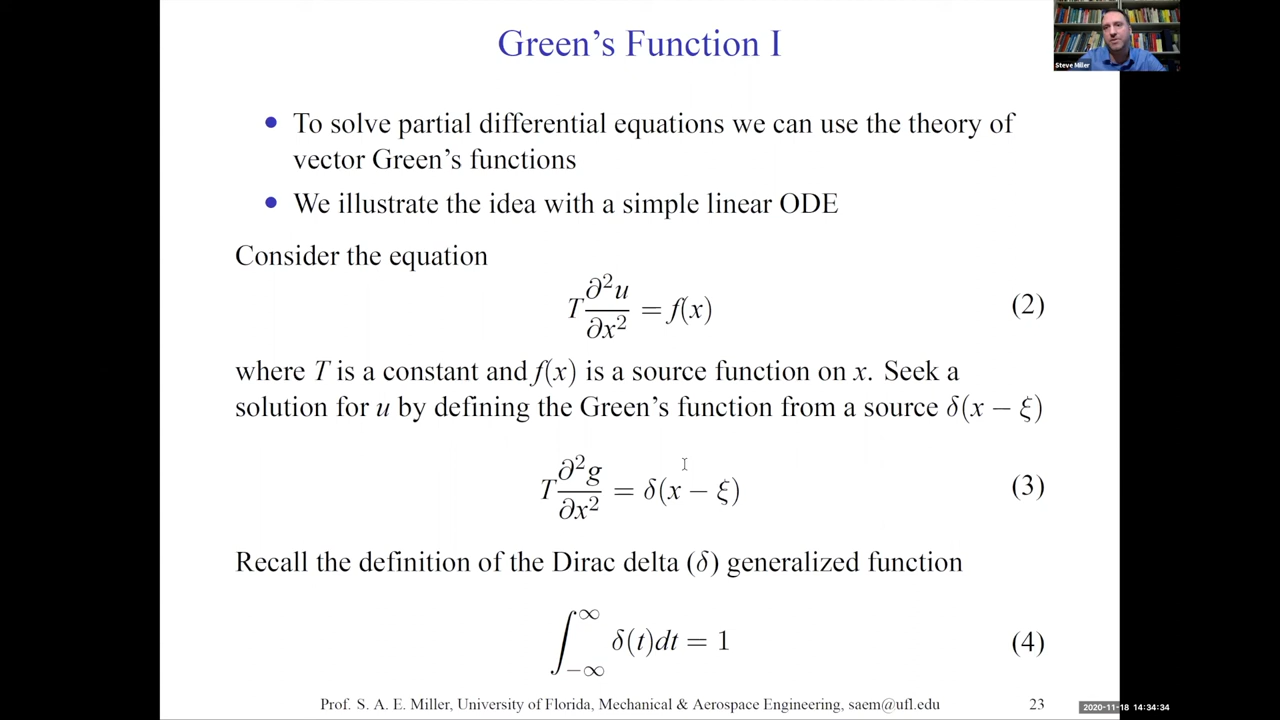 Green's Function I
Steve Miller
• To solve partial differential equations we can use the theory of
vector Green's functions
• We illustrate the idea with a simple linear ODE
Consider the equation
T ∂²u/∂x² = f(x) (2)
where T is a constant and f(x) is a source function on x. Seek a
solution for u by defining the Green's function from a source δ(x − ξ)
T ∂²g/∂x² = δ(x − ξ) (3)
Recall the definition of the Dirac delta (δ) generalized function
∫_{−∞}^{∞} δ(t)dt = 1 (4)
Prof. S. A. E. Miller, University of Florida, Mechanical & Aerospace Engineering, saem@ufl.edu 23
2020-11-18 14:34:34